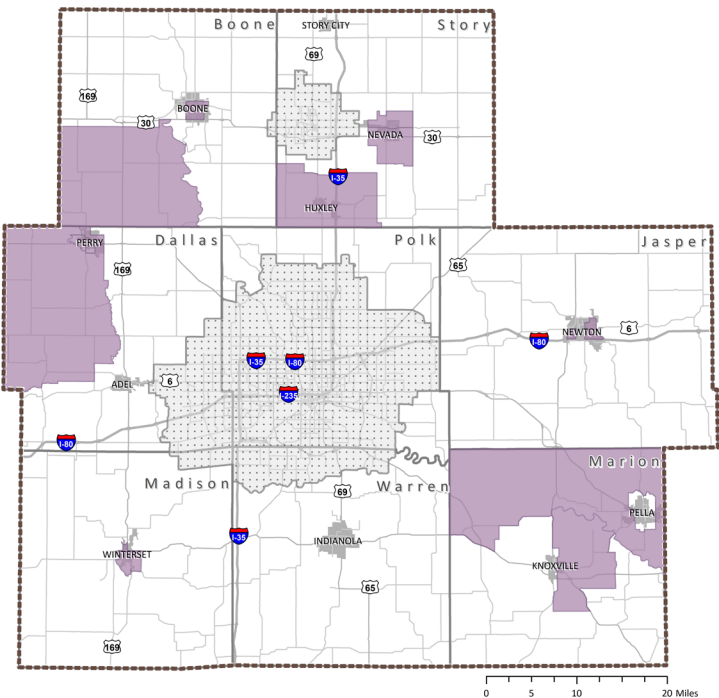 Boone
Story
STORY CITY
69
169
BOONE
30
NEVADA
30
I-35
HUXLEY
PERRY
Dallas
Polk
Jasper
169
65
NEWTON
6
I-80
I-35
I-80
ADEL
6
I-235
I-80
Marion
Madison
Warren
69
PELLA
I-35
INDIANOLA
WINTERSET
KNOXVILLE
65
169
0 5 10 20 Miles